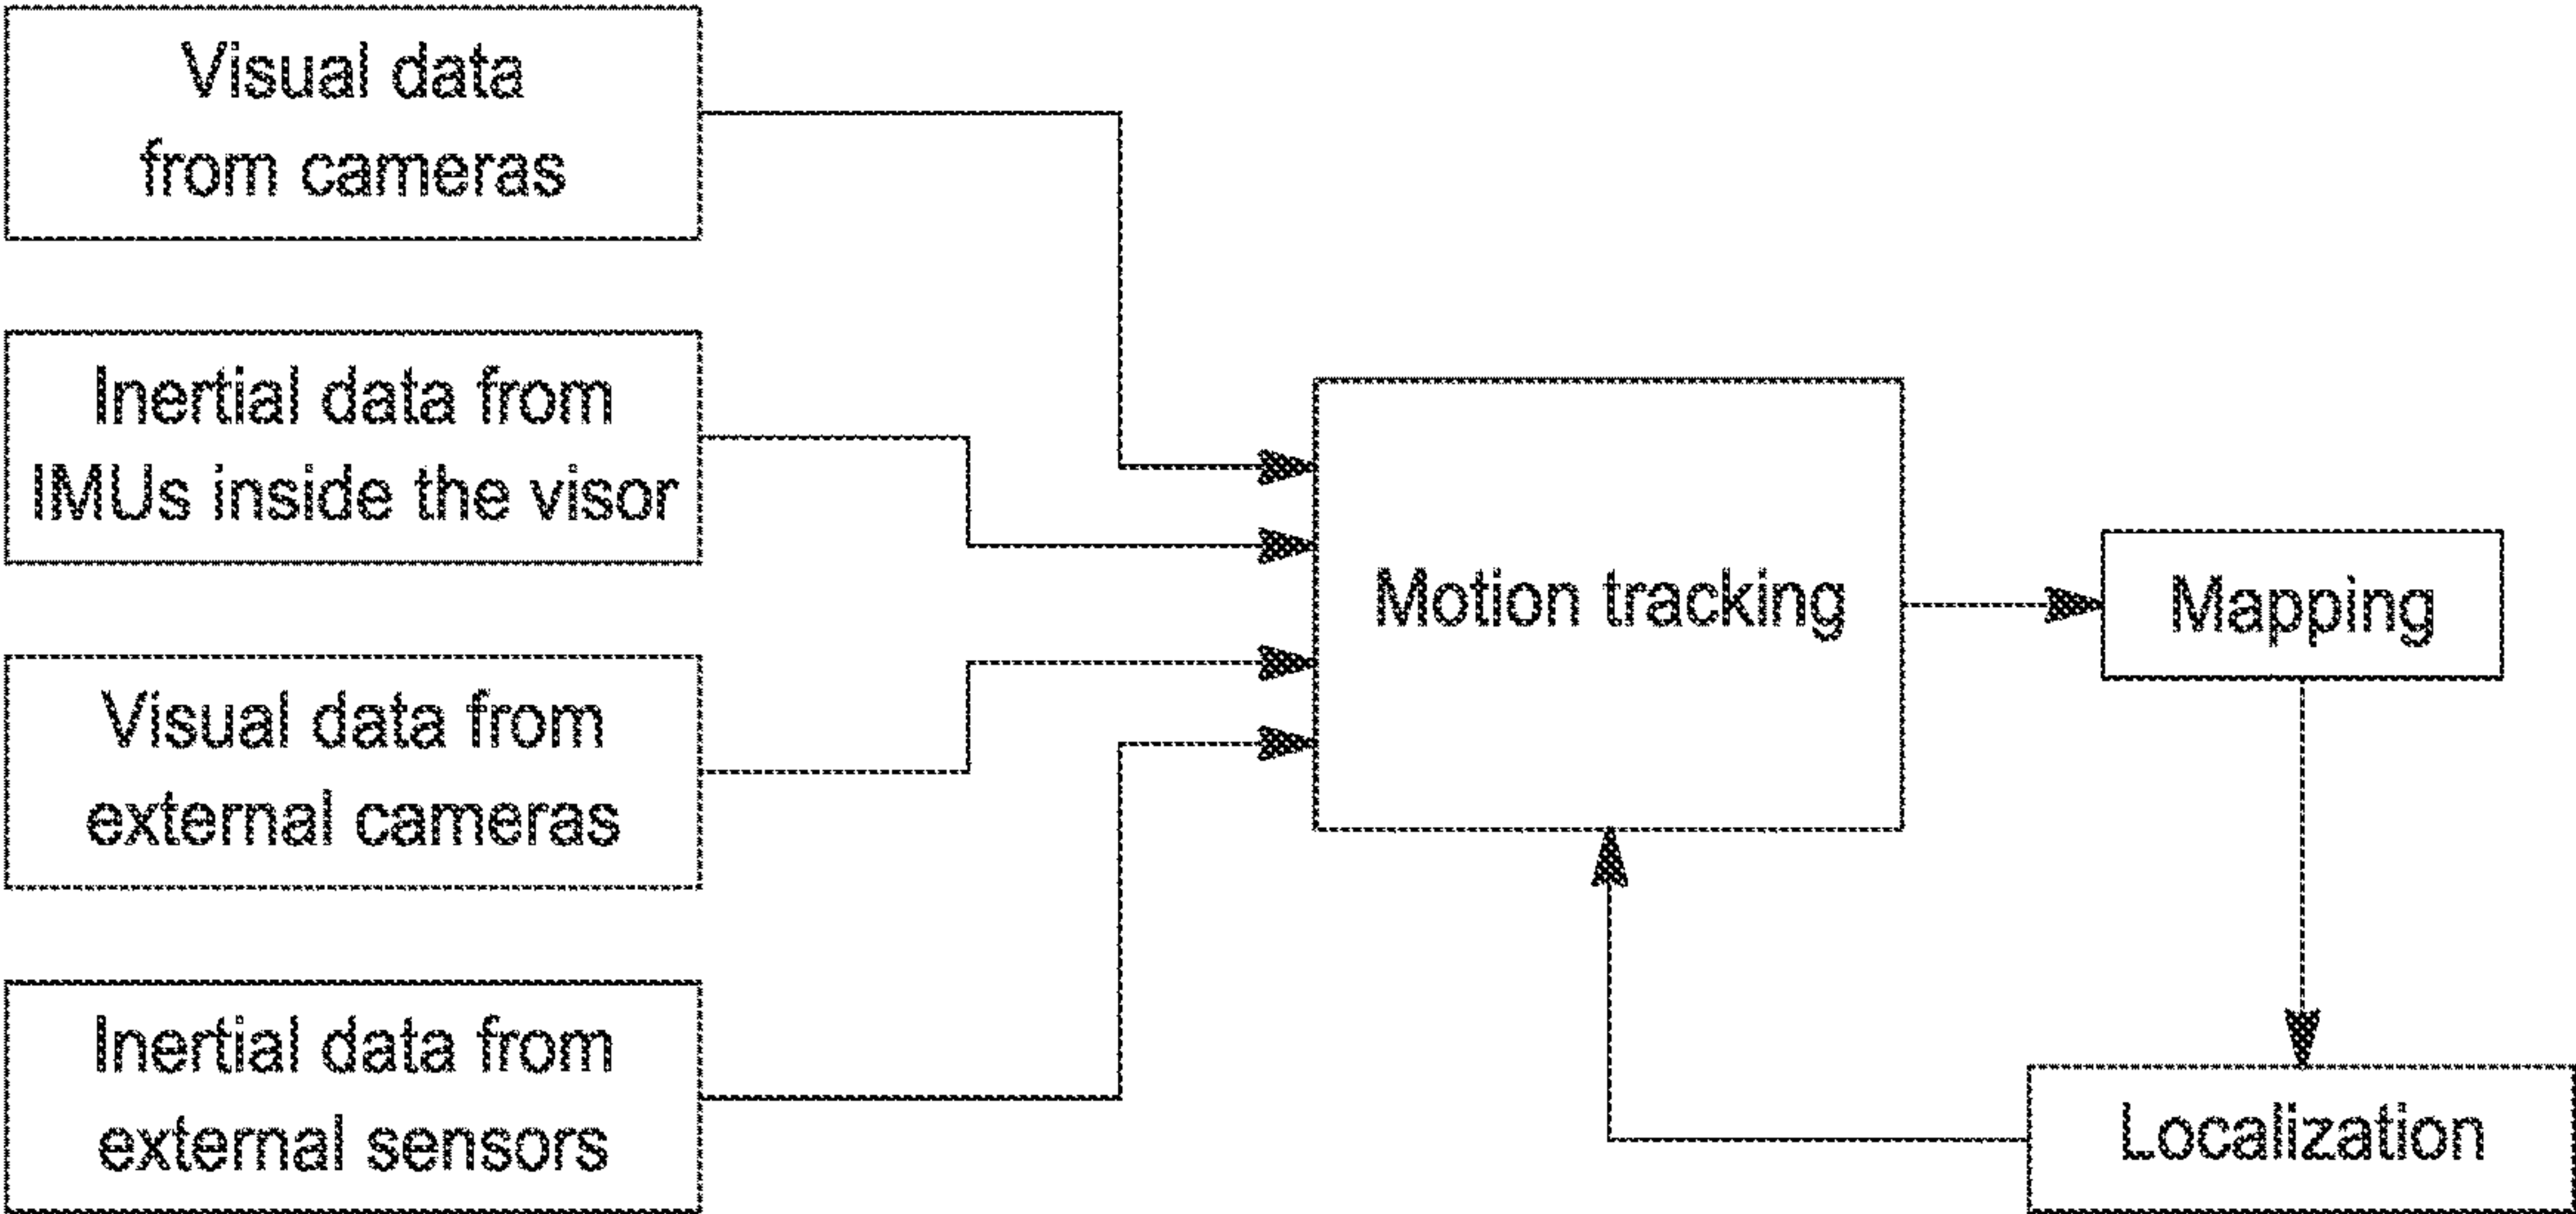 Visual data
from cameras
Inertial data from
IMUs inside the visor
Visual data from
external cameras
Inertial data from
external sensors
Motion tracking
Mapping
Localization